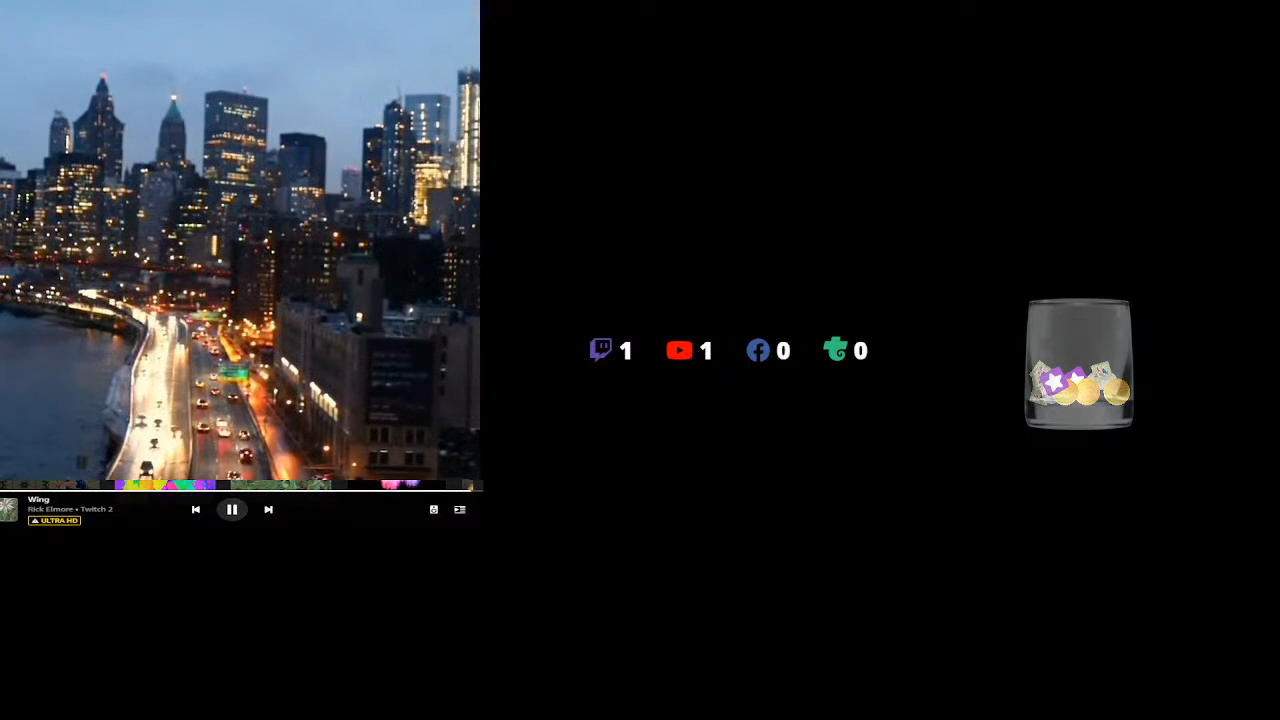 1 1 0 0
Wing
Rick Elmore • Twitch 2
ULTRA HD